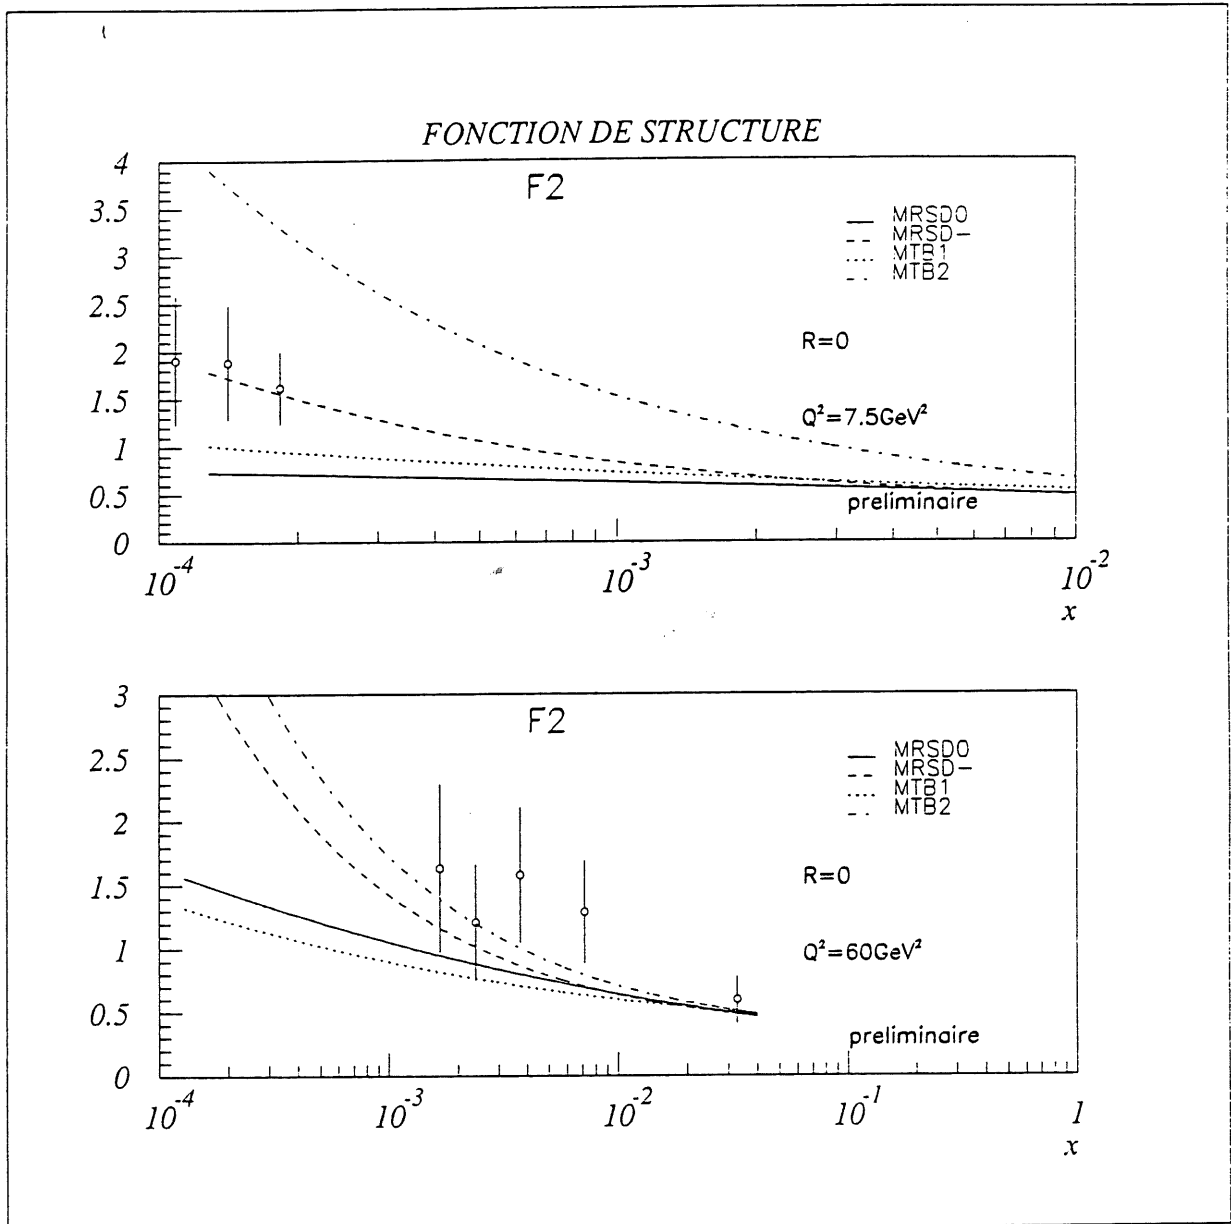 FONCTION DE STRUCTURE
F2
4
3.5
3
2.5
2
1.5
1
0.5
0
MRSD0
MRSD-
MTB1
MTB2
R=0
Q²=7.5GeV²
preliminaire
10⁻⁴
10⁻³
10⁻²
x
F2
3
2.5
2
1.5
1
0.5
0
MRSD0
MRSD-
MTB1
MTB2
R=0
Q²=60GeV²
preliminaire
10⁻⁴
10⁻³
10⁻²
10⁻¹
1
x